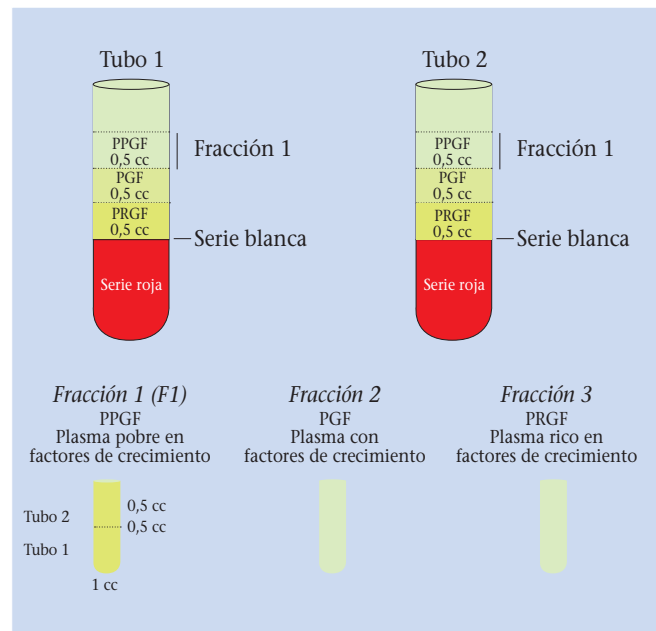 Tubo 1
PPGF
0,5 cc
Fracción 1
PGF
0,5 cc
PRGF
0,5 cc
Serie blanca
Serie roja
Tubo 2
PPGF
0,5 cc
Fracción 1
PGF
0,5 cc
PRGF
0,5 cc
Serie blanca
Serie roja
Fracción 1 (F1)
PPGF
Plasma pobre en
factores de crecimiento
Tubo 2
0,5 cc
0,5 cc
Tubo 1
1 cc
Fracción 2
PGF
Plasma con
factores de crecimiento
Fracción 3
PRGF
Plasma rico en
factores de crecimiento